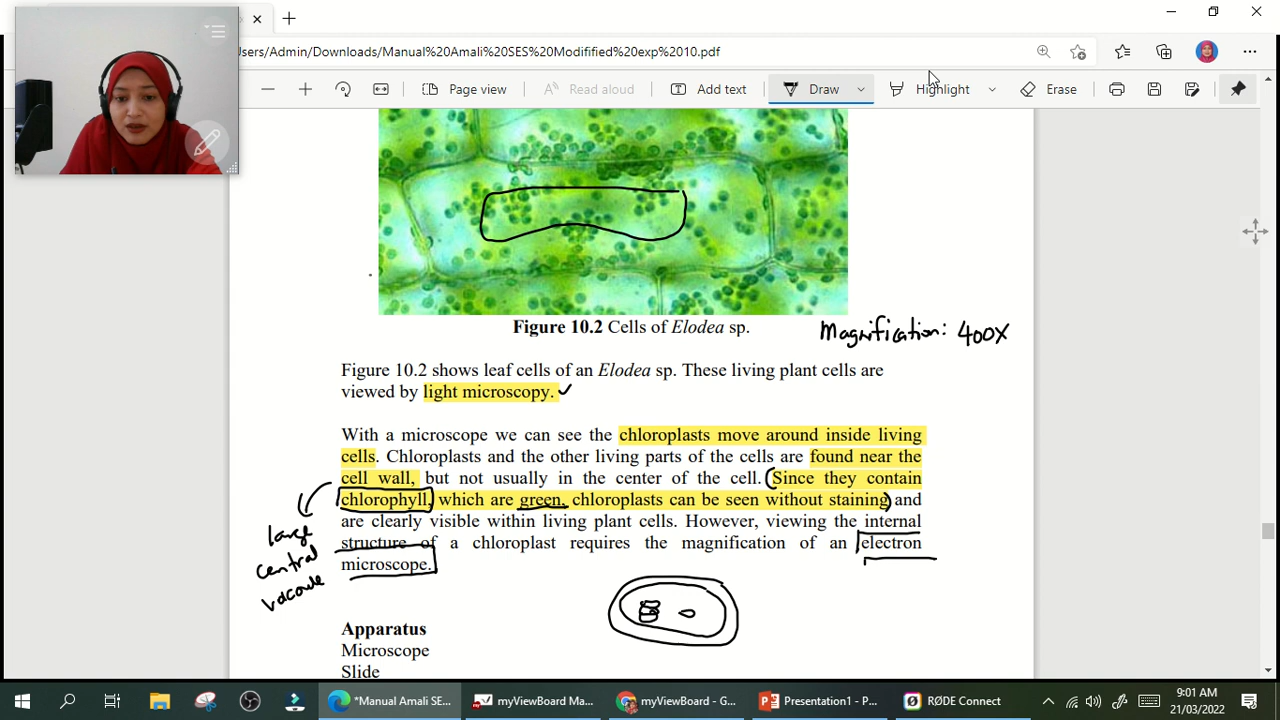 sers/Admin/Downloads/Manual%20Amali%20SES%20Modifified%20exp%2010.pdf
Page view
Read aloud
Add text
Draw
Highlight
Erase
Figure 10.2 Cells of Elodea sp.
Magnification: 400X
Figure 10.2 shows leaf cells of an Elodea sp. These living plant cells are
viewed by light microscopy.
With a microscope we can see the chloroplasts move around inside living
cells. Chloroplasts and the other living parts of the cells are found near the
cell wall, but not usually in the center of the cell. Since they contain
chlorophyll, which are green, chloroplasts can be seen without staining and
are clearly visible within living plant cells. However, viewing the internal
structure of a chloroplast requires the magnification of an electron
microscope.
large
central
vacoule
Apparatus
Microscope
Slide
*Manual Amali SE...
myViewBoard Ma...
myViewBoard - G...
Presentation1 - P...
RØDE Connect
9:01 AM
21/03/2022